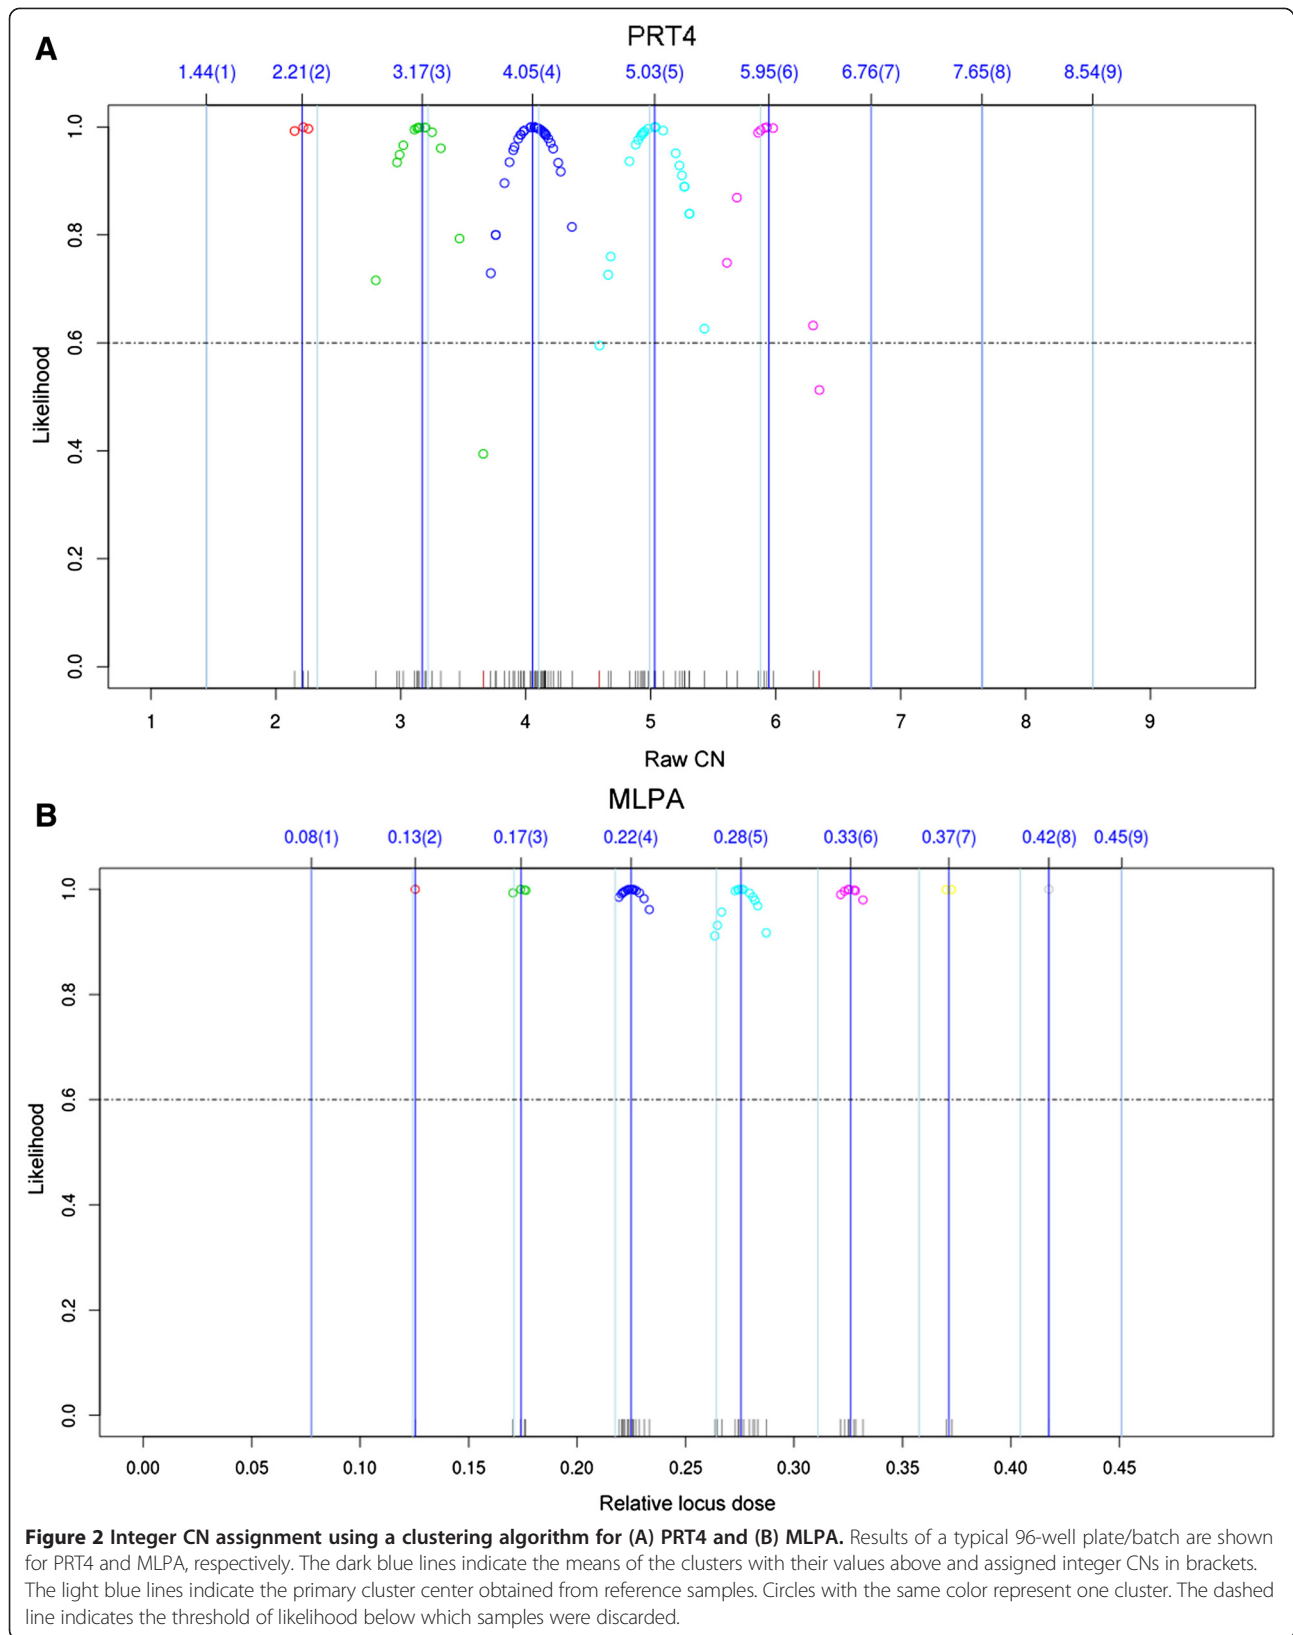 A
PRT4
1.44(1) 2.21(2) 3.17(3) 4.05(4) 5.03(5) 5.95(6) 6.76(7) 7.65(8) 8.54(9)
1.0
0.8
0.6
0.4
0.2
0.0
Likelihood
1 2 3 4 5 6 7 8 9
Raw CN
B
MLPA
0.08(1) 0.13(2) 0.17(3) 0.22(4) 0.28(5) 0.33(6) 0.37(7) 0.42(8) 0.45(9)
1.0
0.8
0.6
0.4
0.2
0.0
Likelihood
0.00 0.05 0.10 0.15 0.20 0.25 0.30 0.35 0.40 0.45
Relative locus dose
Figure 2 Integer CN assignment using a clustering algorithm for (A) PRT4 and (B) MLPA. Results of a typical 96-well plate/batch are shown
for PRT4 and MLPA, respectively. The dark blue lines indicate the means of the clusters with their values above and assigned integer CNs in brackets.
The light blue lines indicate the primary cluster center obtained from reference samples. Circles with the same color represent one cluster. The dashed
line indicates the threshold of likelihood below which samples were discarded.